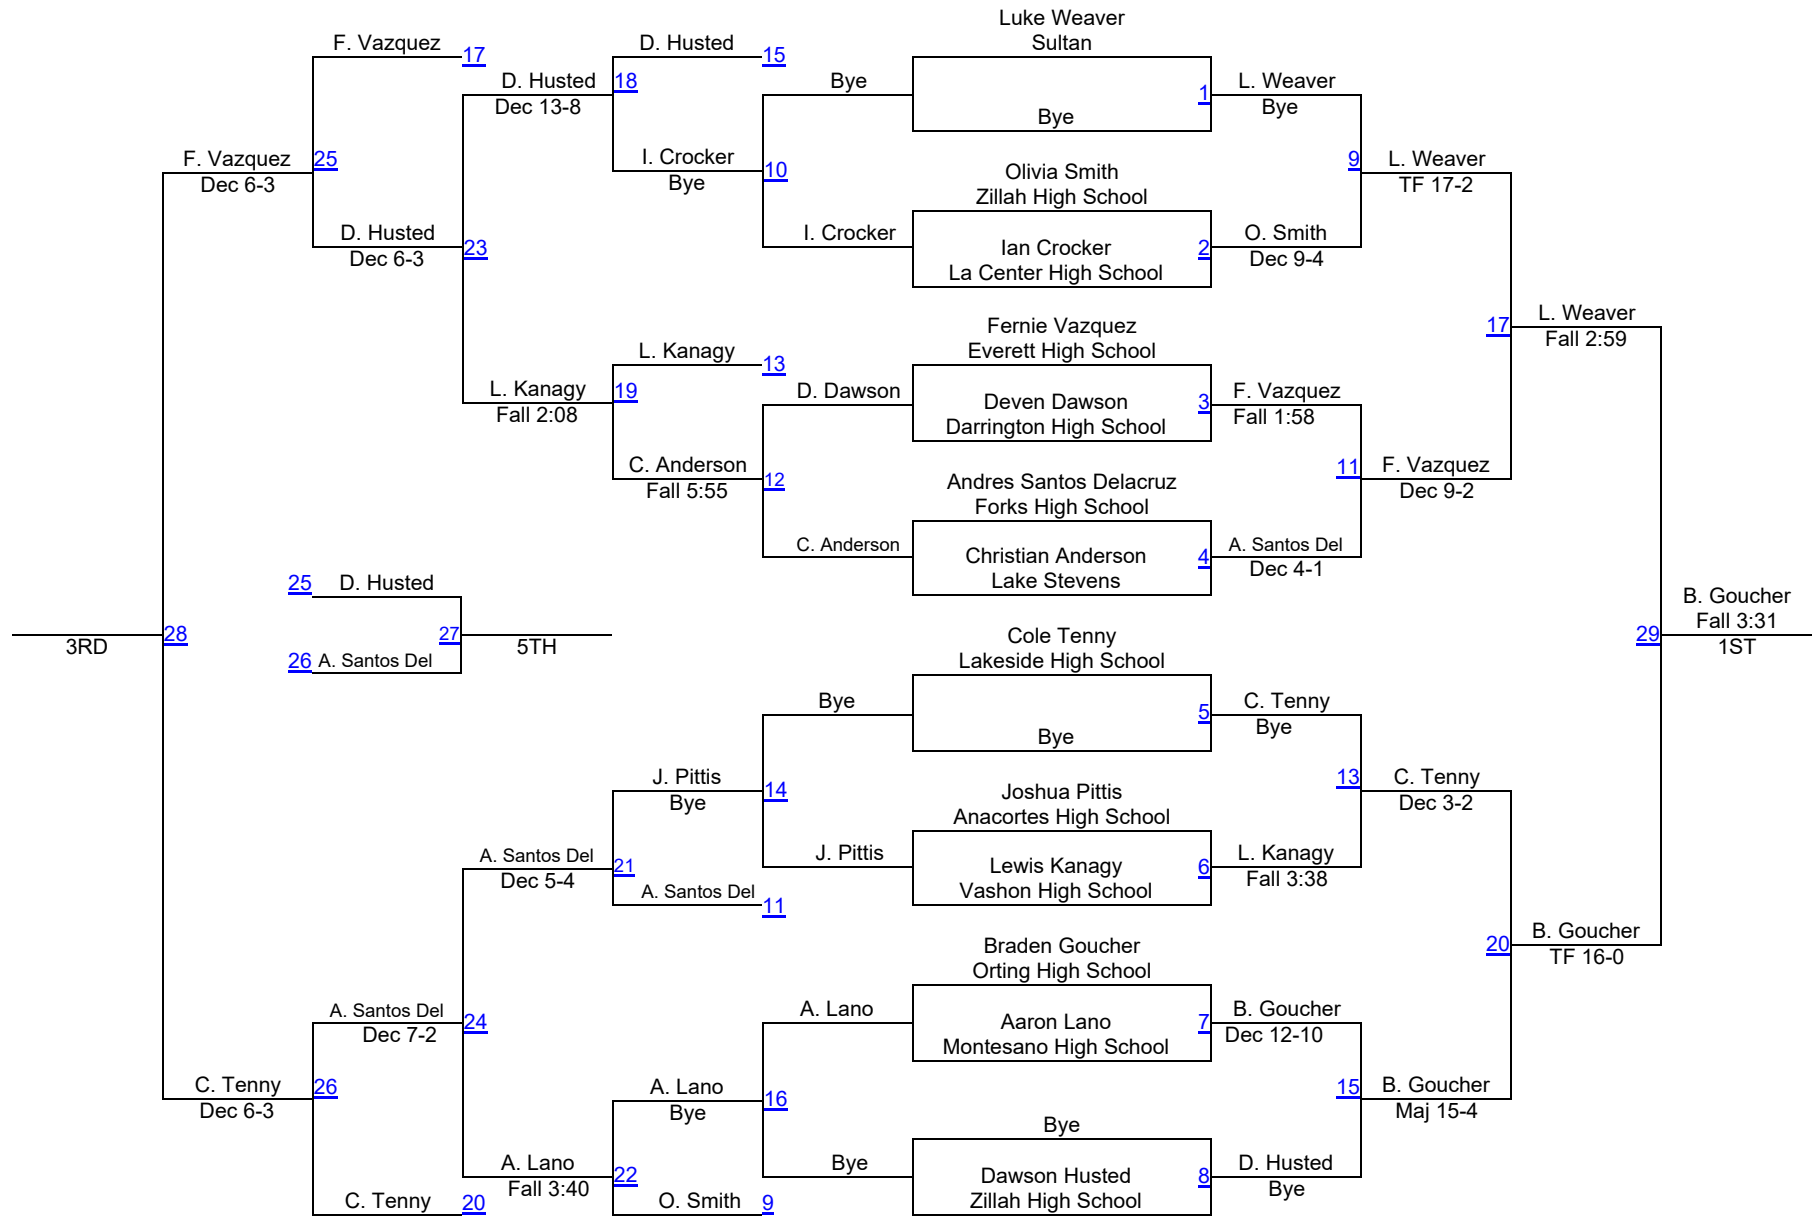 Luke Weaver
Sultan
F. Vazquez
17
D. Husted
15
D. Husted
18
Dec 13-8
Bye
1
L. Weaver
Bye
Bye
F. Vazquez
25
Dec 6-3
I. Crocker
10
Bye
Olivia Smith
Zillah High School
9
L. Weaver
TF 17-2
D. Husted
23
Dec 6-3
I. Crocker
Ian Crocker
La Center High School
2
O. Smith
Dec 9-4
Fernie Vazquez
Everett High School
17
L. Weaver
Fall 2:59
L. Kanagy
13
L. Kanagy
19
Fall 2:08
D. Dawson
Deven Dawson
Darrington High School
3
F. Vazquez
Fall 1:58
C. Anderson
12
Fall 5:55
Andres Santos Delacruz
Forks High School
11
F. Vazquez
Dec 9-2
C. Anderson
Christian Anderson
Lake Stevens
4
A. Santos Del
Dec 4-1
25
D. Husted
28
3RD
27
5TH
26
A. Santos Del
B. Goucher
Fall 3:31
29
1ST
Cole Tenny
Lakeside High School
Bye
5
C. Tenny
Bye
Bye
J. Pittis
14
Bye
Joshua Pittis
Anacortes High School
13
C. Tenny
Dec 3-2
A. Santos Del
21
Dec 5-4
J. Pittis
Lewis Kanagy
Vashon High School
6
L. Kanagy
Fall 3:38
A. Santos Del
11
Braden Goucher
Orting High School
20
B. Goucher
TF 16-0
A. Santos Del
24
Dec 7-2
A. Lano
Aaron Lano
Montesano High School
7
B. Goucher
Dec 12-10
C. Tenny
26
Dec 6-3
A. Lano
16
Bye
Bye
15
B. Goucher
Maj 15-4
A. Lano
22
Fall 3:40
Bye
Dawson Husted
Zillah High School
8
D. Husted
Bye
C. Tenny
20
O. Smith
9